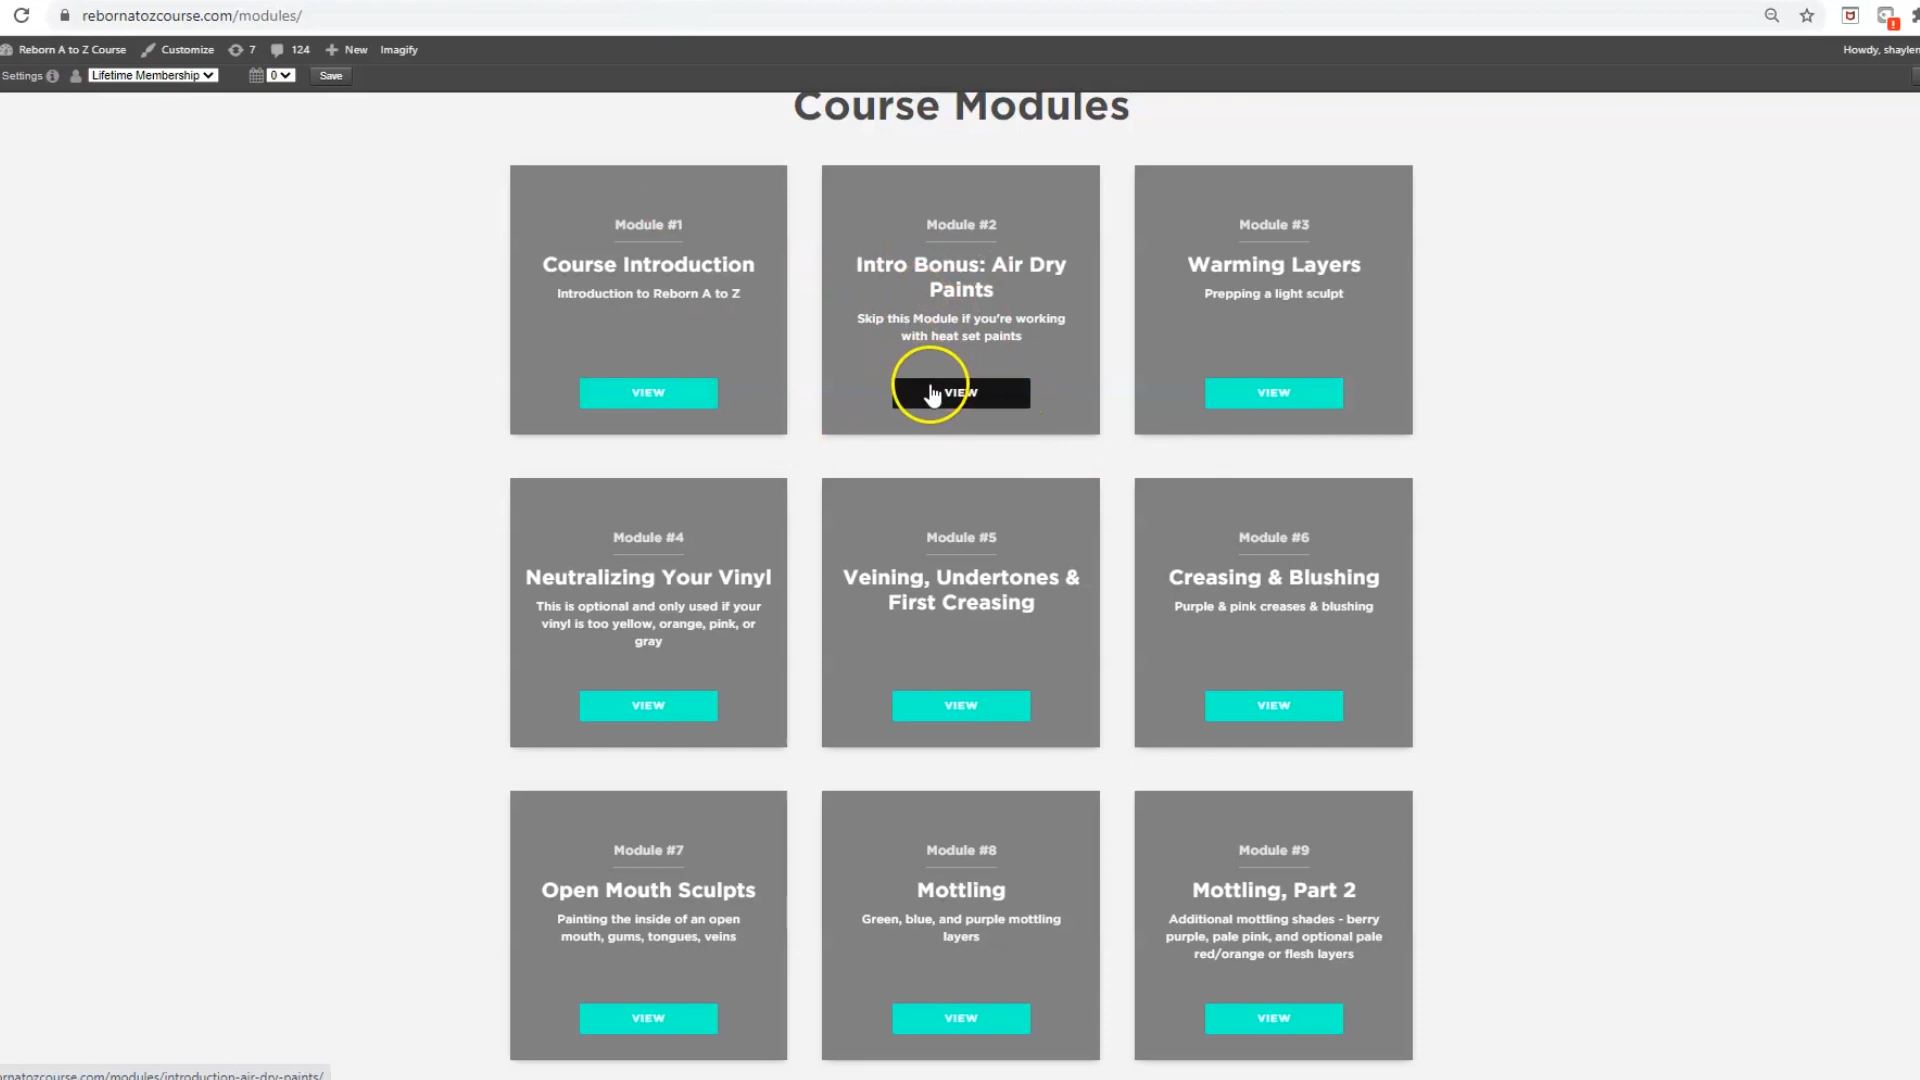 rebornatozcourse.com/modules/
Reborn A to Z Course Customize 7 124 New Imagify Howdy, shaylen
Settings Lifetime Membership 0 Save
Course Modules
Module #1
Course Introduction
Introduction to Reborn A to Z
VIEW
Module #2
Intro Bonus: Air Dry
Paints
Skip this Module if you're working
with heat set paints
VIEW
Module #3
Warming Layers
Prepping a light sculpt
VIEW
Module #4
Neutralizing Your Vinyl
This is optional and only used if your
vinyl is too yellow, orange, pink, or
gray
VIEW
Module #5
Veining, Undertones &
First Creasing
VIEW
Module #6
Creasing & Blushing
Purple & pink creases & blushing
VIEW
Module #7
Open Mouth Sculpts
Painting the inside of an open
mouth, gums, tongues, veins
VIEW
Module #8
Mottling
Green, blue, and purple mottling
layers
VIEW
Module #9
Mottling, Part 2
Additional mottling shades - berry
purple, pale pink, and optional pale
red/orange or flesh layers
VIEW
ornatozcourse.com/modules/introduction-air-dry-paints/